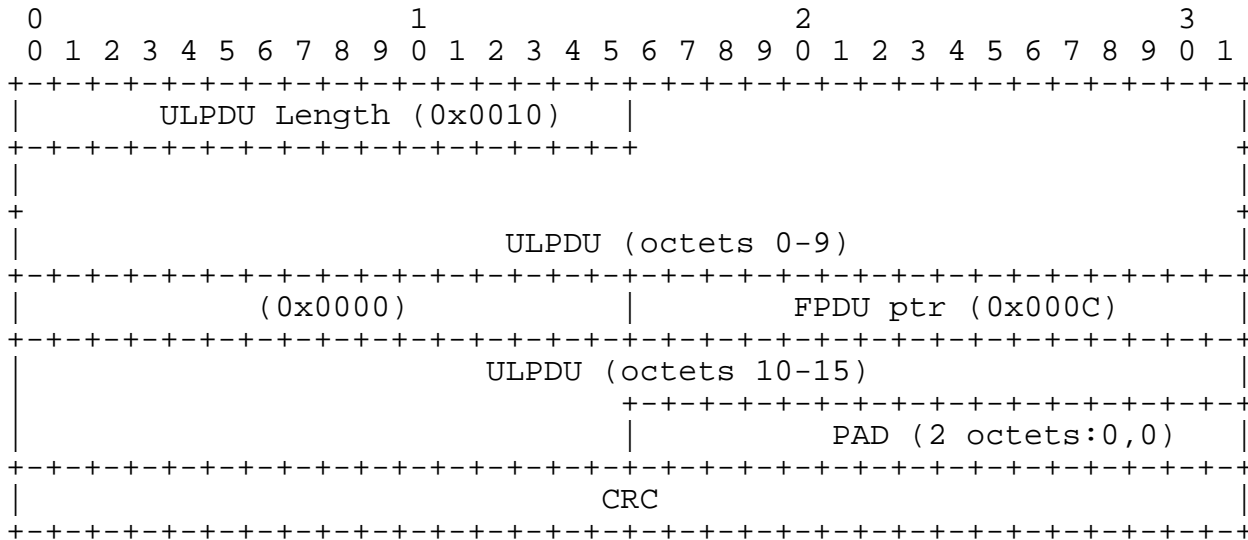 0                   1                   2                   3
 0 1 2 3 4 5 6 7 8 9 0 1 2 3 4 5 6 7 8 9 0 1 2 3 4 5 6 7 8 9 0 1
+-+-+-+-+-+-+-+-+-+-+-+-+-+-+-+-+-+-+-+-+-+-+-+-+-+-+-+-+-+-+-+-+
|       ULPDU Length (0x0010)   |                               |
+-+-+-+-+-+-+-+-+-+-+-+-+-+-+-+-+                               +
|                                                               |
+                                                               +
|                         ULPDU (octets 0-9)                    |
+-+-+-+-+-+-+-+-+-+-+-+-+-+-+-+-+-+-+-+-+-+-+-+-+-+-+-+-+-+-+-+-+
|            (0x0000)           |        FPDU ptr (0x000C)      |
+-+-+-+-+-+-+-+-+-+-+-+-+-+-+-+-+-+-+-+-+-+-+-+-+-+-+-+-+-+-+-+-+
|                        ULPDU (octets 10-15)                   |
                                +-+-+-+-+-+-+-+-+-+-+-+-+-+-+-+-+
|                               |          PAD (2 octets:0,0)   |
+-+-+-+-+-+-+-+-+-+-+-+-+-+-+-+-+-+-+-+-+-+-+-+-+-+-+-+-+-+-+-+-+
|                              CRC                              |
+-+-+-+-+-+-+-+-+-+-+-+-+-+-+-+-+-+-+-+-+-+-+-+-+-+-+-+-+-+-+-+-+